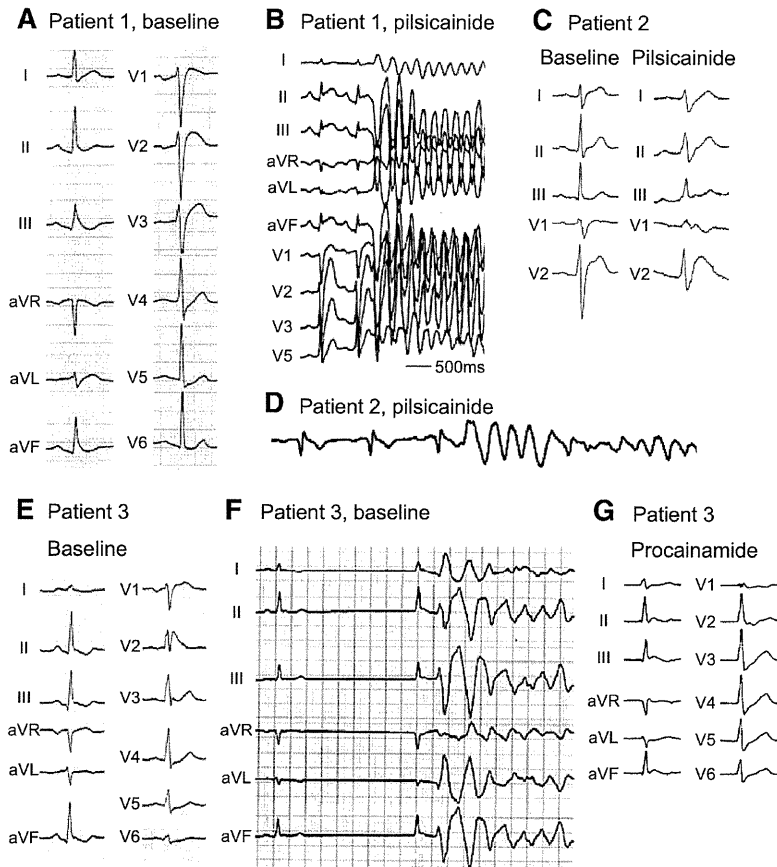 A Patient 1, baseline
I V1
II V2
III V3
aVR V4
aVL V5
aVF V6
B Patient 1, pilsicainide
I
II
III
aVR
aVL
aVF
V1
V2
V3
V5
500ms
C Patient 2
Baseline Pilsicainide
I I
II II
III III
V1 V1
V2 V2
D Patient 2, pilsicainide
E Patient 3
Baseline
I V1
II V2
III V3
aVR V4
aVL V5
aVF V6
F Patient 3, baseline
I
II
III
aVR
aVL
aVF
G Patient 3
Procainamide
I V1
II V2
III V3
aVR V4
aVL V5
aVF V6